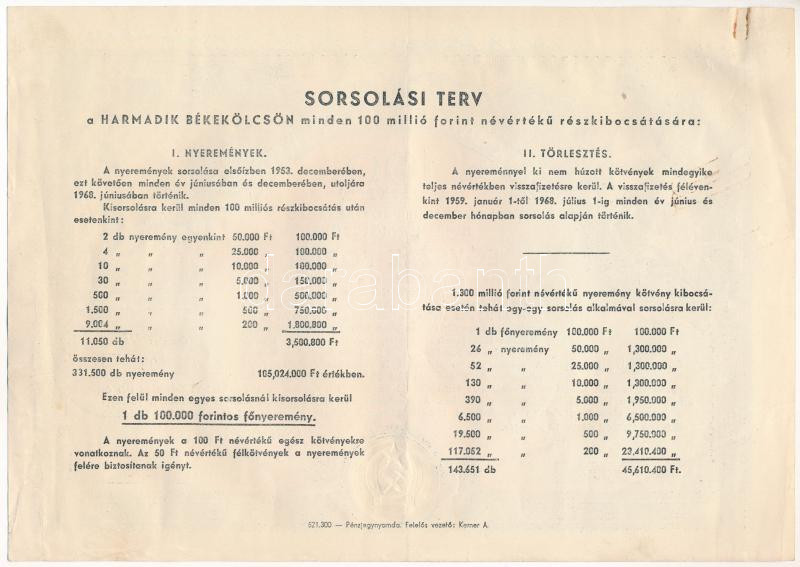 SORSOLÁSI TERV
a HARMADIK BÉKEKÖLCSÖN minden 100 millió forint névértékű részkibocsátására:
I. NYEREMÉNYEK.
A nyeremények sorsolása elsőízben 1953. decemberében,
ezt követően minden év júniusában és decemberében, utoljára
1968. júniusában történik.
Kisorsolásra kerül minden 100 milliós részkibocsátás után
esetenkint:
2 db nyeremény egyenkint 50.000 Ft 100.000 Ft
4 „ „ „ 25.000 „ 100.000 „
10 „ „ „ 10.000 „ 100.000 „
30 „ „ „ 5.000 „ 150.000 „
500 „ „ „ 1.000 „ 500.000 „
1.500 „ „ „ 500 „ 750.000 „
9.004 „ „ „ 200 „ 1,800.800 „
11.050 db 3,500.800 Ft
összesen tehát:
331.500 db nyeremény 105,024.000 Ft értékben.
Ezen felül minden egyes sorsolásnál kisorsolásra kerül
1 db 100.000 forintos főnyeremény.
A nyeremények a 100 Ft névértékű egész kötvényekre
vonatkoznak. Az 50 Ft névértékű félkötvények a nyeremények
felére biztosítanak igényt.
II. TÖRLESZTÉS.
A nyereménnyel ki nem húzott kötvények mindegyike
teljes névértékben visszafizetésre kerül. A visszafizetés féléven-
kint 1959. január 1-től 1968. július 1-ig minden év június és
december hónapban sorsolás alapján történik.
1.300 millió forint névértékű nyeremény kötvény kibocsá-
tása esetén tehát egy-egy sorsolás alkalmával sorsolásra kerül:
1 db főnyeremény 100.000 Ft 100.000 Ft
26 „ nyeremény 50.000 „ 1,300.000 „
52 „ „ 25.000 „ 1,300.000 „
130 „ „ 10.000 „ 1,300.000 „
390 „ „ 5.000 „ 1,950.000 „
6.500 „ „ 1.000 „ 6,500.000 „
19.500 „ „ 500 „ 9,750.000 „
117.052 „ „ 200 „ 23,410.400 „
143.651 db 45,610.400 Ft.
521.300 — Pénzjegynyomda. Felelős vezető: Kerner A.
darabanth